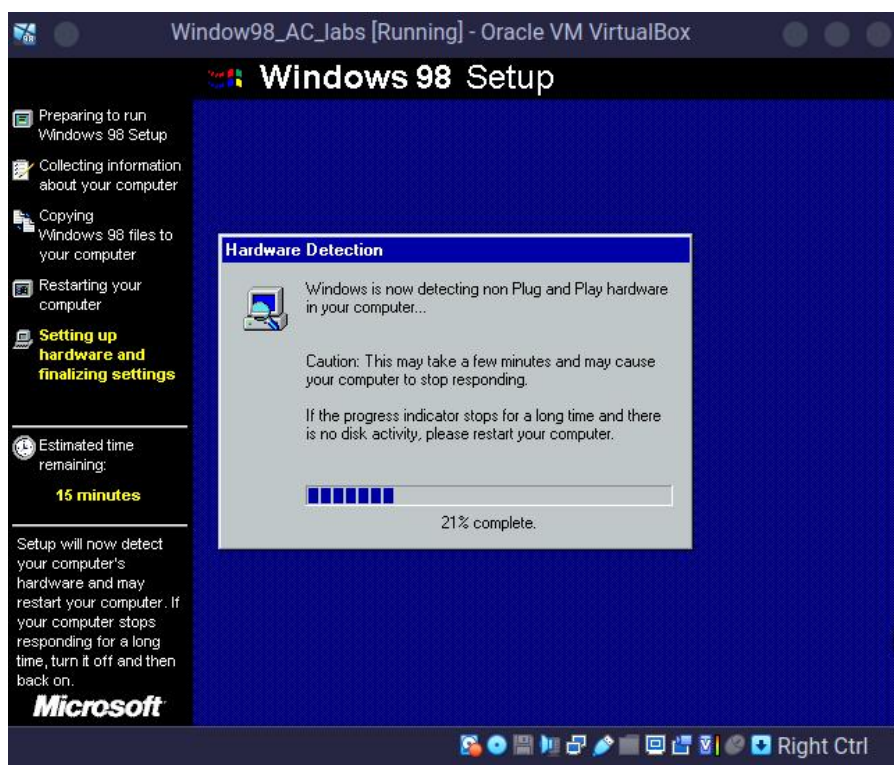 Window98_AC_labs [Running] - Oracle VM VirtualBox
Windows 98 Setup
Preparing to run
Windows 98 Setup
Collecting information
about your computer
Copying
Windows 98 files to
your computer
Restarting your
computer
Setting up
hardware and
finalizing settings
Estimated time
remaining:
15 minutes
Setup will now detect
your computer's
hardware and may
restart your computer. If
your computer stops
responding for a long
time, turn it off and then
back on.
Microsoft
Hardware Detection
Windows is now detecting non Plug and Play hardware
in your computer...
Caution: This may take a few minutes and may cause
your computer to stop responding.
If the progress indicator stops for a long time and there
is no disk activity, please restart your computer.
21% complete.
Right Ctrl